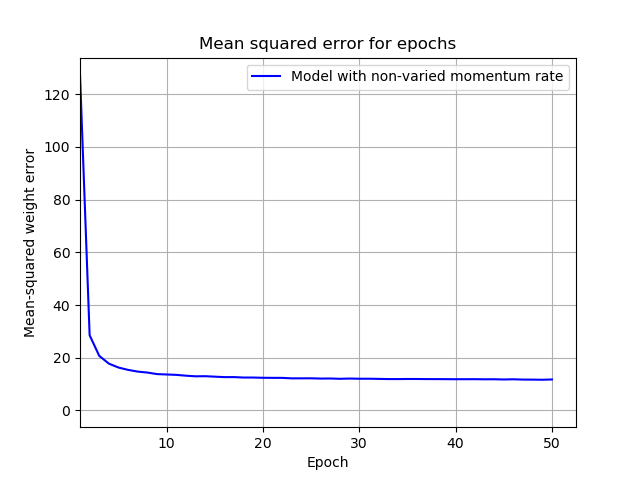 Mean squared error for epochs
Model with non-varied momentum rate
Mean-squared weight error
120
100
80
60
40
20
0
10 20 30 40 50
Epoch